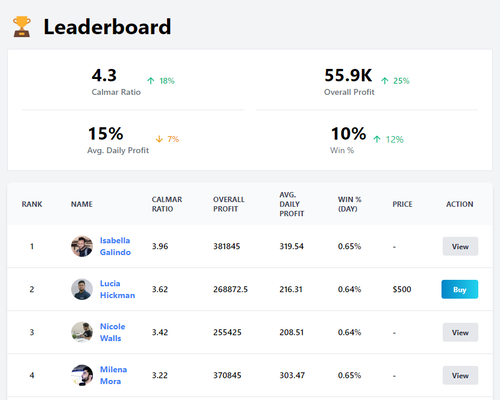 Leaderboard
4.3 ↑ 18%
Calmar Ratio
55.9K ↑ 25%
Overall Profit
15% ↓ 7%
Avg. Daily Profit
10% ↑ 12%
Win %
RANK NAME CALMAR RATIO OVERALL PROFIT AVG. DAILY PROFIT WIN % (DAY) PRICE ACTION
1 Isabella Galindo 3.96 381845 319.54 0.65% - View
2 Lucia Hickman 3.62 268872.5 216.31 0.64% $500 Buy
3 Nicole Walls 3.42 255425 208.51 0.64% - View
4 Milena Mora 3.22 370845 303.47 0.65% - View